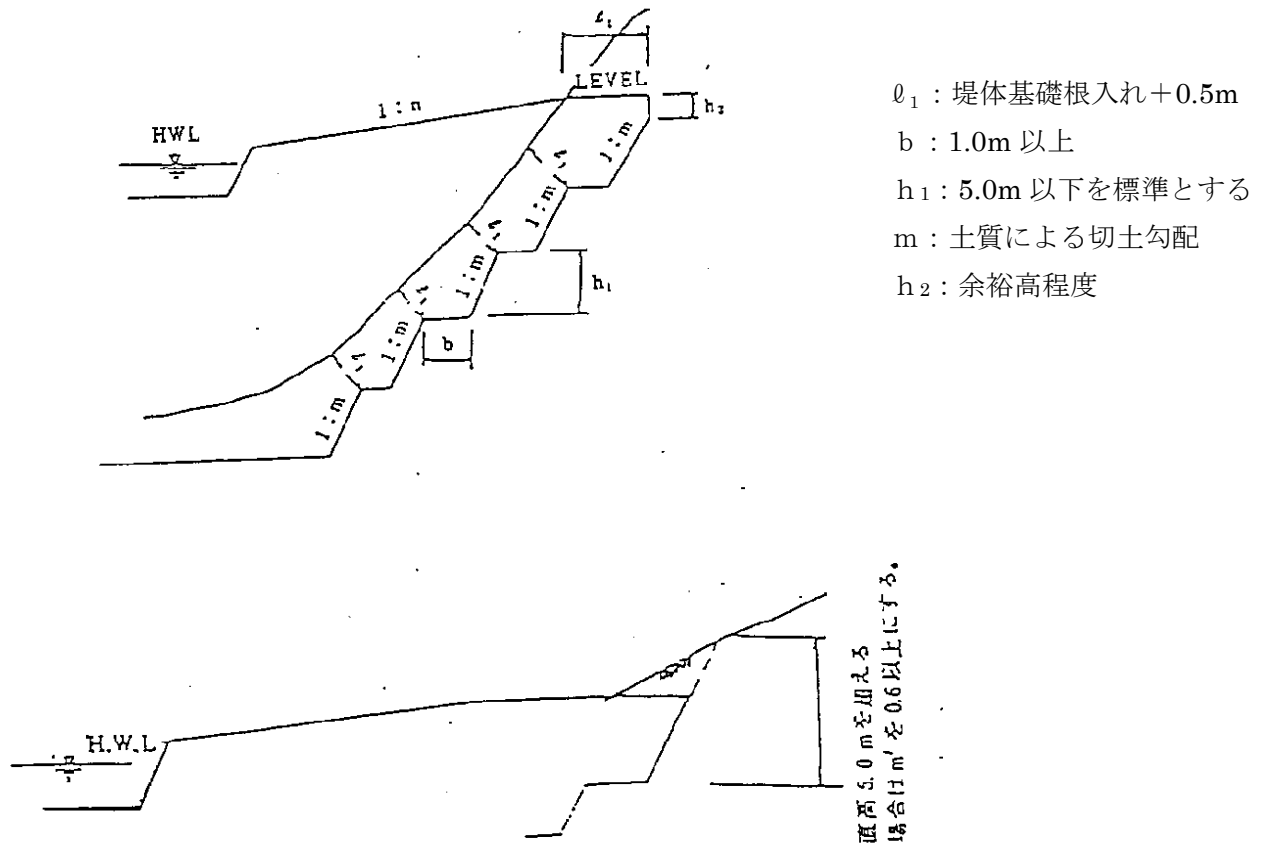 ℓ₁
LEVEL
1:n
h₂
HWL
1:m
1:m
1:m
h₁
1:m
b
1:m
ℓ₁：堤体基礎根入れ＋0.5m
b：1.0m 以上
h₁：5.0m 以下を標準とする
m：土質による切土勾配
h₂：余裕高程度
H.W.L
直高 5.0 mを加える
場合はm'を0.6以上にする。